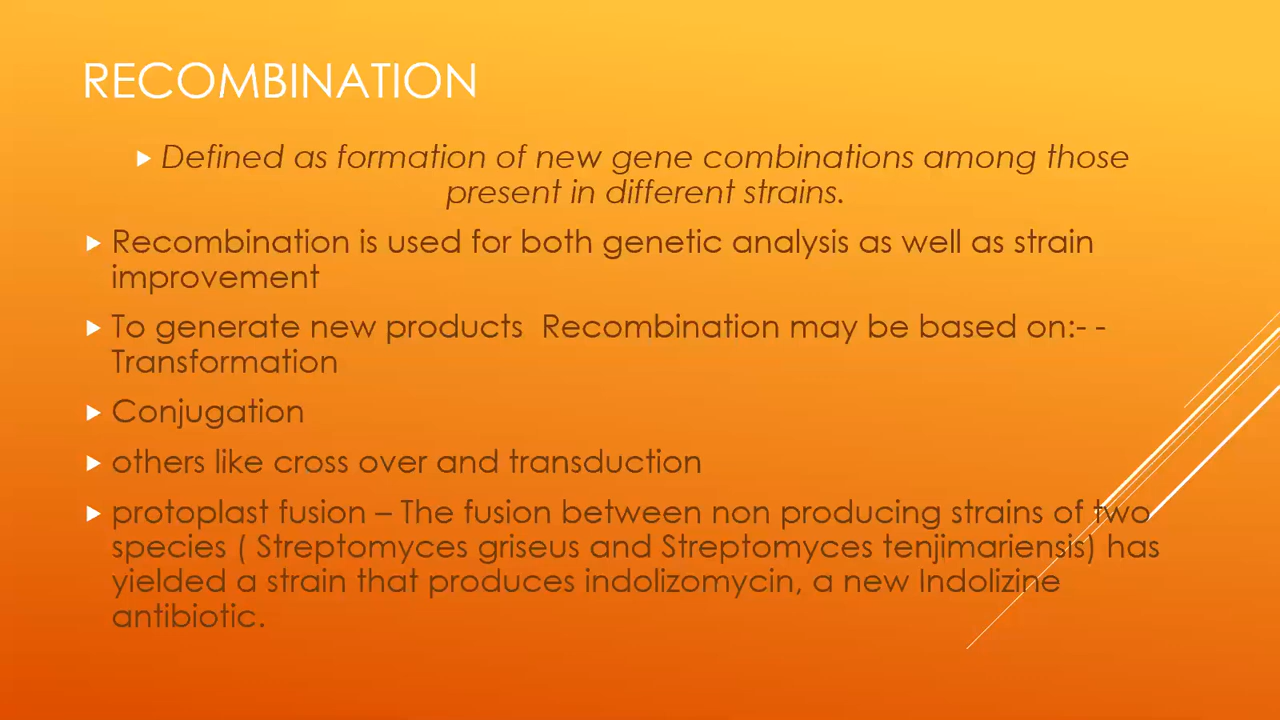 RECOMBINATION
Defined as formation of new gene combinations among those
present in different strains.
Recombination is used for both genetic analysis as well as strain
improvement
To generate new products  Recombination may be based on:- -
Transformation
Conjugation
others like cross over and transduction
protoplast fusion – The fusion between non producing strains of two
species ( Streptomyces griseus and Streptomyces tenjimariensis) has
yielded a strain that produces indolizomycin, a new Indolizine
antibiotic.